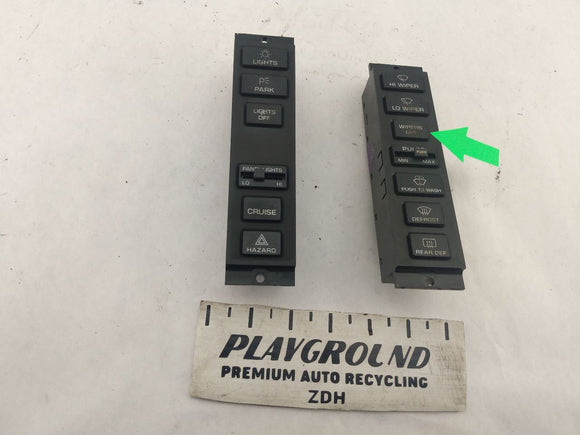 LIGHTS
PARK
LIGHTS
OFF
PANEL LIGHTS
LO HI
CRUISE
HAZARD
HI WIPER
LO WIPER
WIPERS
OFF
MIN MAX
PUSH TO WASH
DEFROST
REAR DEF
PLAYGROUND
PREMIUM AUTO RECYCLING
ZDH